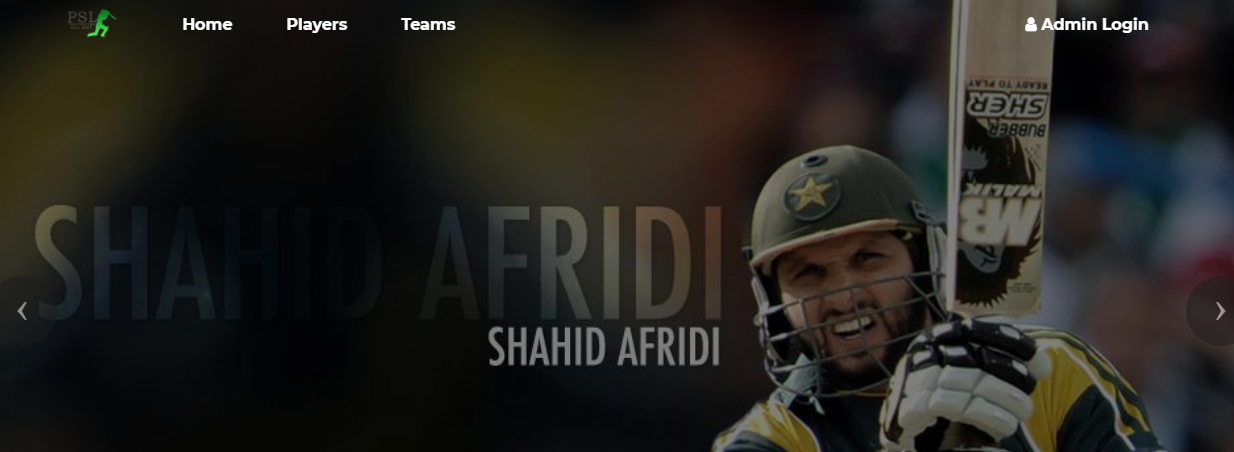 PSL
Home
Players
Teams
Admin Login
READY TO PLAY
SHER
BUBBER
MALIK
MB
SHAHID AFRIDI
SHAHID AFRIDI